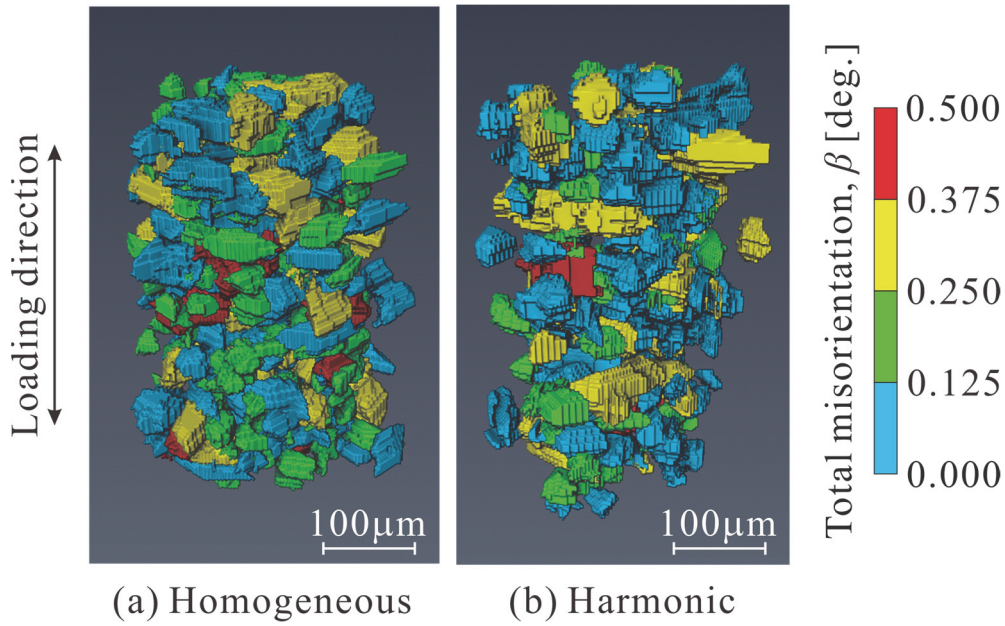 Loading direction
100μm
100μm
Total misorientation, β [deg.]
0.500
0.375
0.250
0.125
0.000
(a) Homogeneous
(b) Harmonic